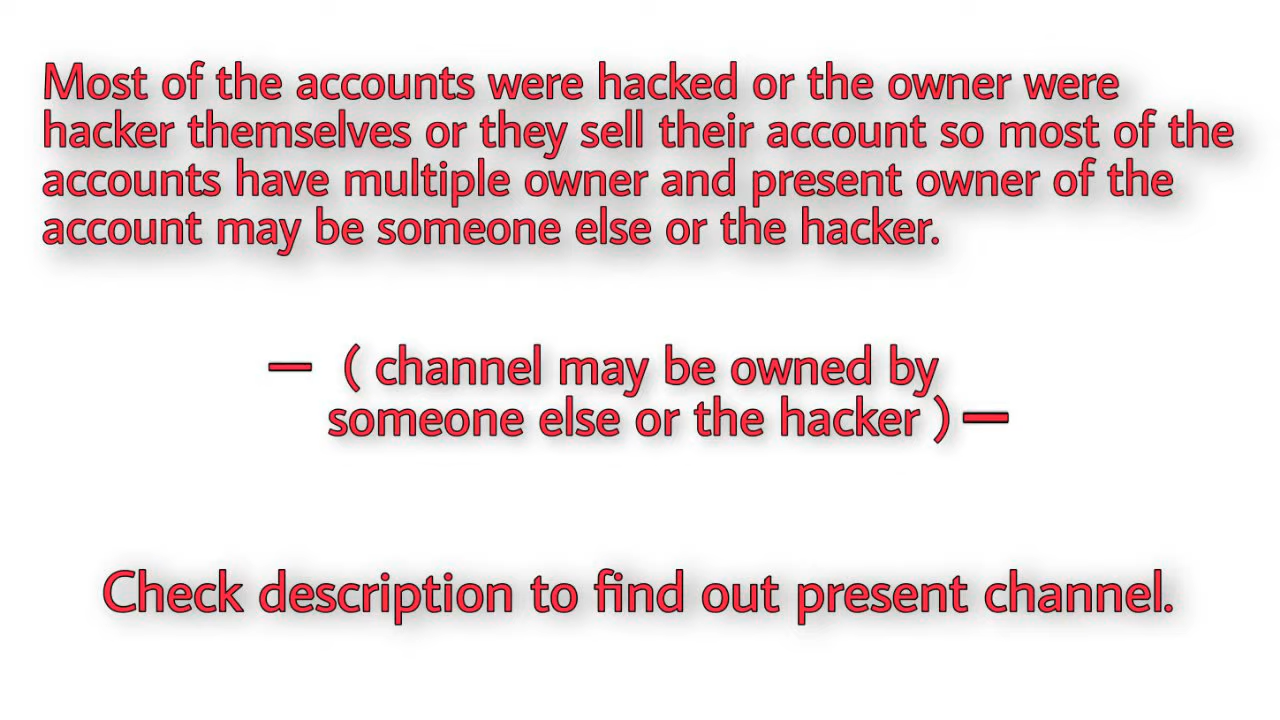 Most of the accounts were hacked or the owner were
hacker themselves or they sell their account so most of the
accounts have multiple owner and present owner of the
account may be someone else or the hacker.
— ( channel may be owned by
someone else or the hacker ) —
Check description to find out present channel.